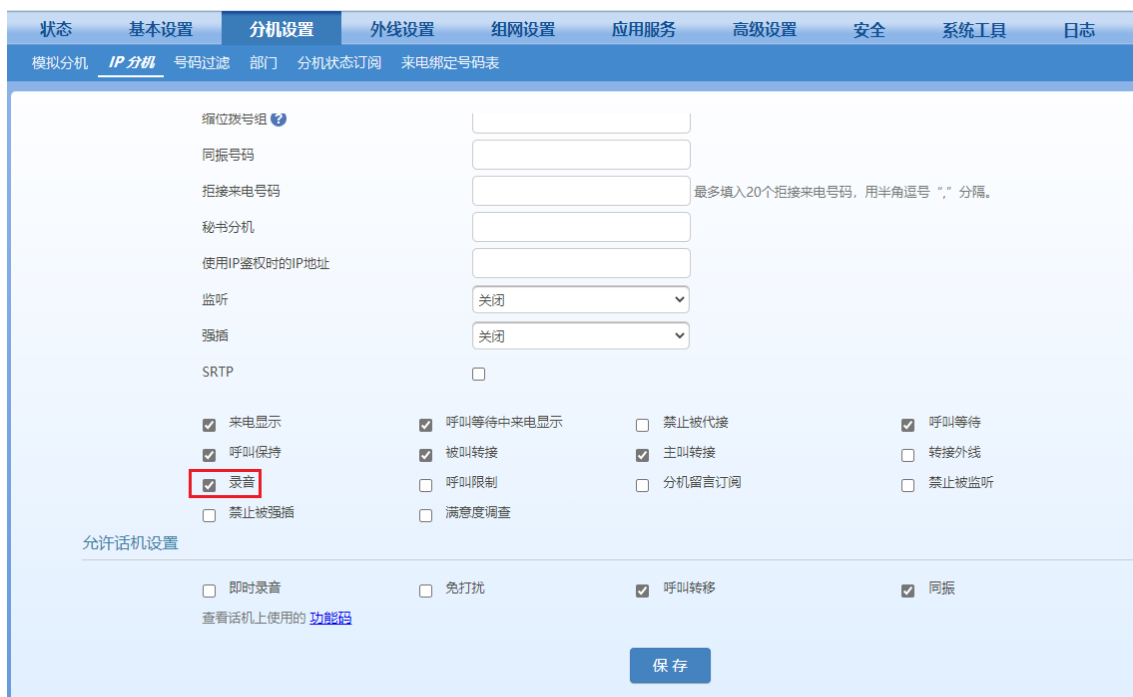 状态 基本设置 分机设置 外线设置 组网设置 应用服务 高级设置 安全 系统工具 日志
模拟分机 IP分机 号码过滤 部门 分机状态订阅 来电绑定号码表
缩位拨号组 ?
同振号码
拒接来电号码 最多填入20个拒接来电号码，用半角逗号“,”分隔。
秘书分机
使用IP鉴权时的IP地址
监听 关闭
强插 关闭
SRTP
来电显示 呼叫等待中来电显示 禁止被代接 呼叫等待
呼叫保持 被叫转接 主叫转接 转接外线
录音 呼叫限制 分机留言订阅 禁止被监听
禁止被强插 满意度调查
允许话机设置
即时录音 免打扰 呼叫转移 同振
查看话机上使用的 功能码
保存